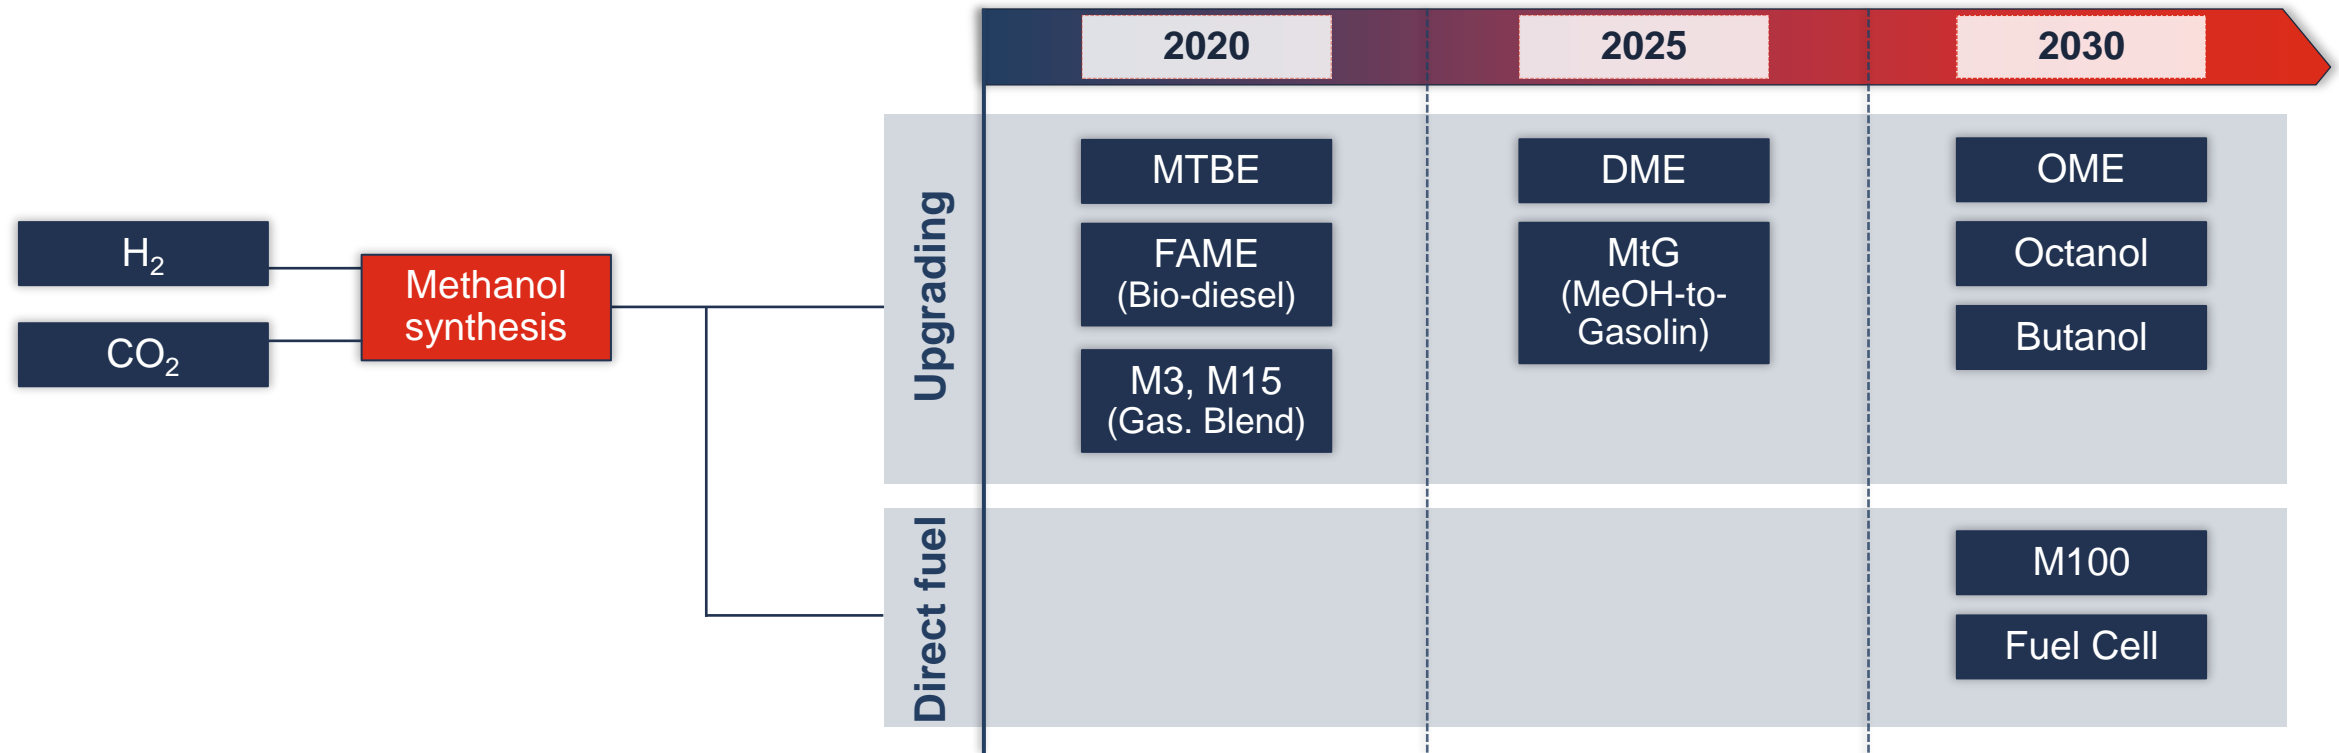 2020
2025
2030
H₂
CO₂
Methanol
synthesis
Upgrading
MTBE
FAME
(Bio-diesel)
M3, M15
(Gas. Blend)
DME
MtG
(MeOH-to-
Gasolin)
OME
Octanol
Butanol
Direct fuel
M100
Fuel Cell